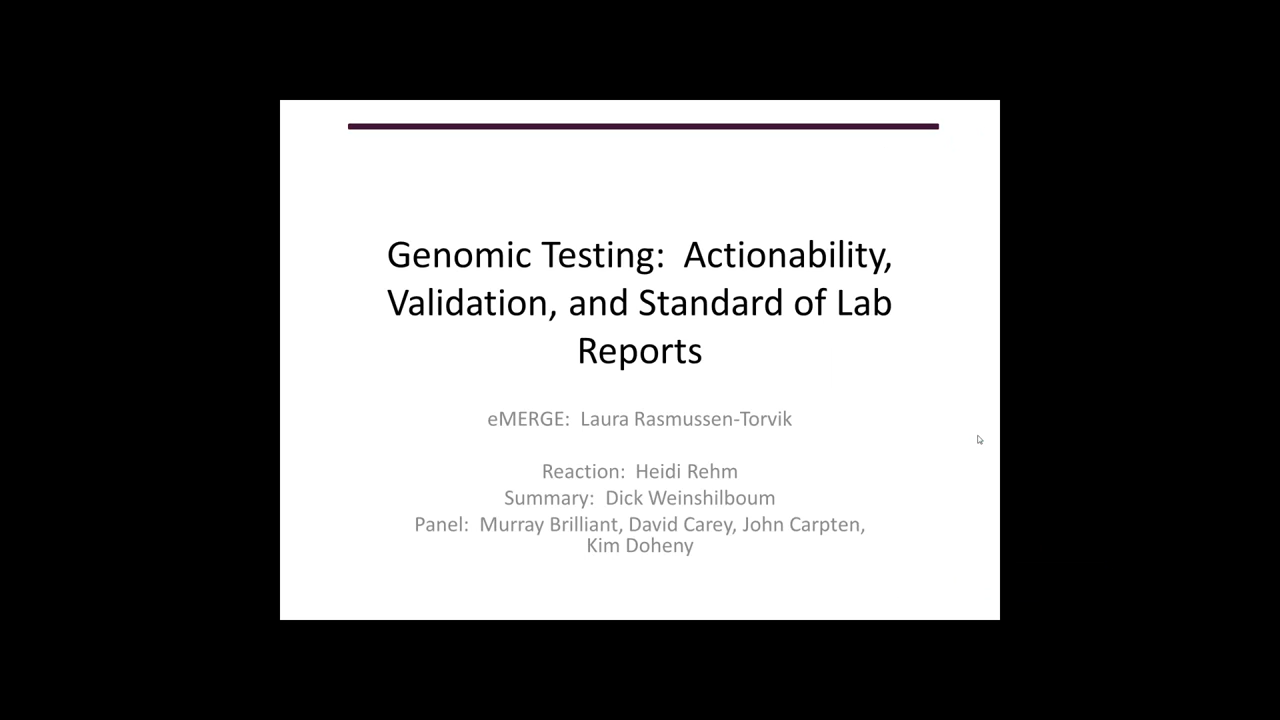 Genomic Testing:  Actionability,
Validation, and Standard of Lab
Reports
eMERGE:  Laura Rasmussen-Torvik
Reaction:  Heidi Rehm
Summary:  Dick Weinshilboum
Panel:  Murray Brilliant, David Carey, John Carpten,
Kim Doheny